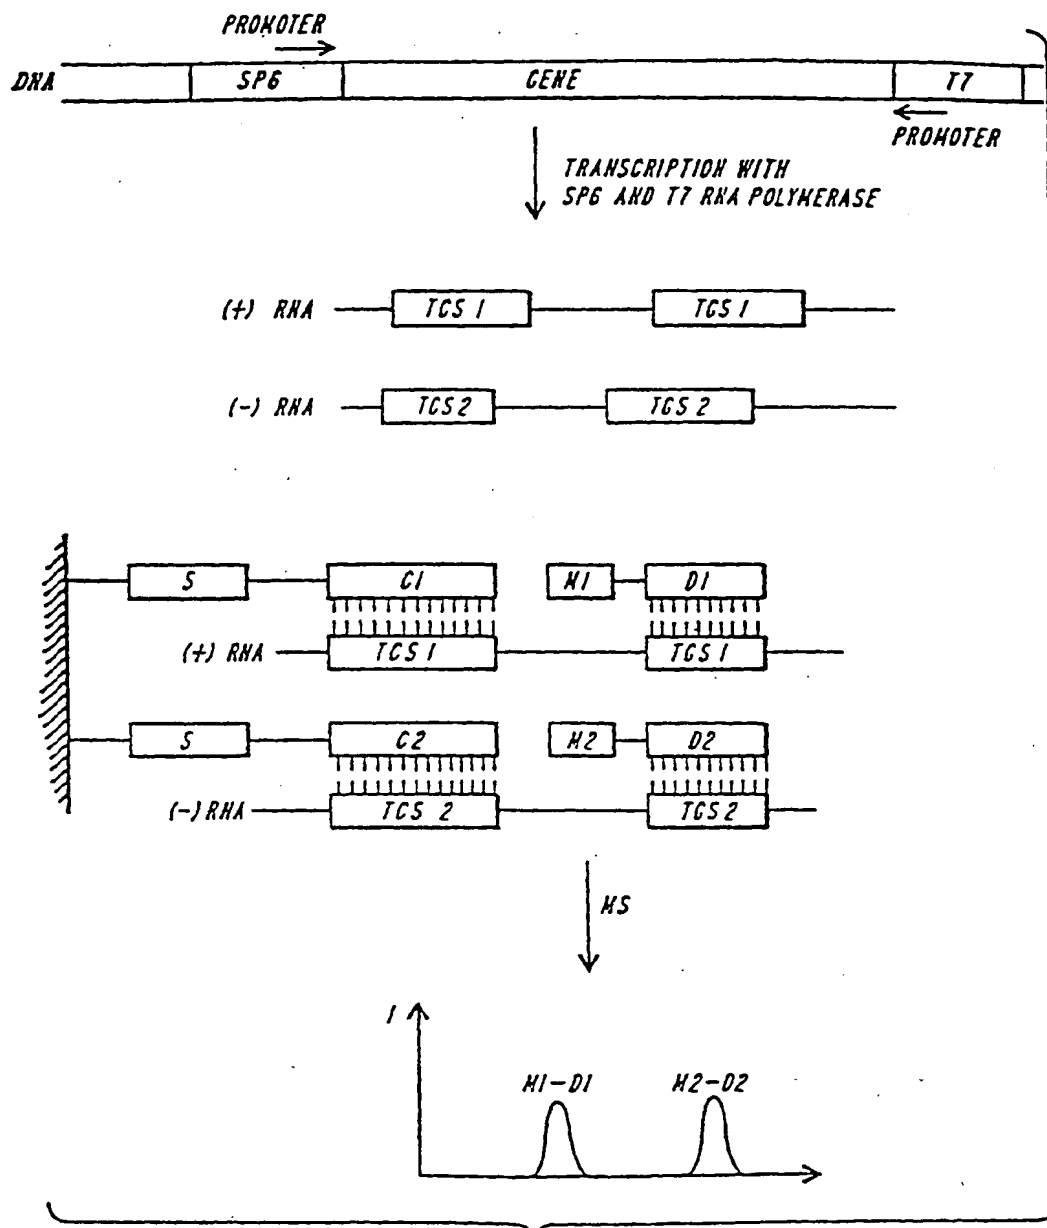 PROMOTER
DNA SP6 GENE T7
PROMOTER
TRANSCRIPTION WITH
SP6 AND T7 RNA POLYMERASE
(+) RNA TCS 1 TCS 1
(-) RNA TCS 2 TCS 2
S C1 M1 D1
(+) RNA TCS 1 TCS 1
S C2 M2 D2
(-) RNA TCS 2 TCS 2
MS
I
M1-D1 M2-D2